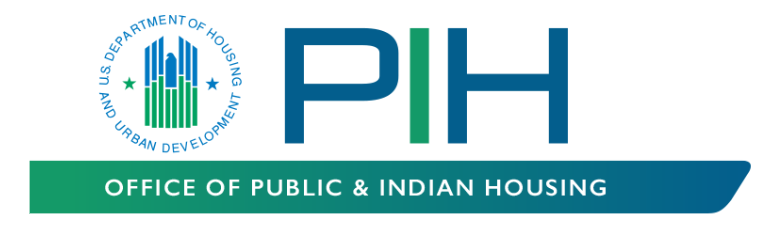 U.S. DEPARTMENT OF HOUSING
AND URBAN DEVELOPMENT
PIH
OFFICE OF PUBLIC & INDIAN HOUSING